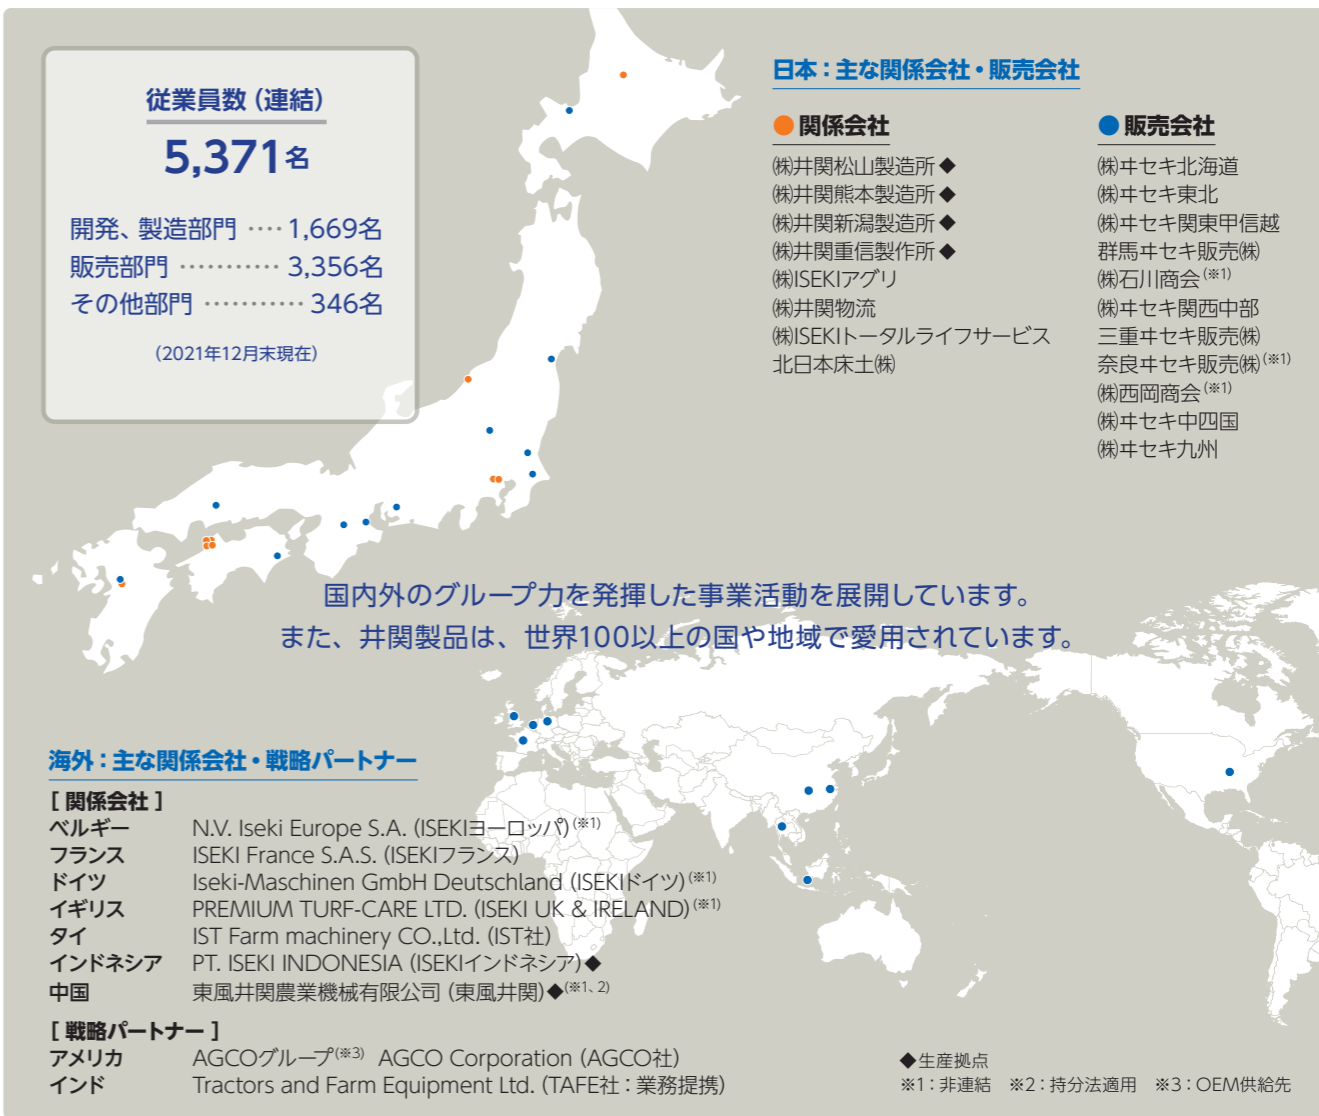 従業員数（連結）
5,371名
開発、製造部門 ‥‥ 1,669名
販売部門 ‥‥‥‥‥‥ 3,356名
その他部門 ‥‥‥‥‥‥ 346名
（2021年12月末現在）
日本：主な関係会社・販売会社
●関係会社
㈱井関松山製造所◆
㈱井関熊本製造所◆
㈱井関新潟製造所◆
㈱井関重信製作所◆
㈱ISEKIアグリ
㈱井関物流
㈱ISEKIトータルライフサービス
北日本床土㈱
●販売会社
㈱ヰセキ北海道
㈱ヰセキ東北
㈱ヰセキ関東甲信越
群馬ヰセキ販売㈱
㈱石川商会(※1)
㈱ヰセキ関西中部
三重ヰセキ販売㈱
奈良ヰセキ販売㈱(※1)
㈱西岡商会(※1)
㈱ヰセキ中四国
㈱ヰセキ九州
国内外のグループ力を発揮した事業活動を展開しています。
また、井関製品は、世界100以上の国や地域で愛用されています。
海外：主な関係会社・戦略パートナー
［ 関係会社 ］
ベルギー N.V. Iseki Europe S.A. (ISEKIヨーロッパ)(※1)
フランス ISEKI France S.A.S. (ISEKIフランス)
ドイツ Iseki-Maschinen GmbH Deutschland (ISEKIドイツ)(※1)
イギリス PREMIUM TURF-CARE LTD. (ISEKI UK & IRELAND)(※1)
タイ IST Farm machinery CO.,Ltd. (IST社)
インドネシア PT. ISEKI INDONESIA (ISEKIインドネシア)◆
中国 東風井関農業機械有限公司 (東風井関)◆(※1、2)
［ 戦略パートナー ］
アメリカ AGCOグループ(※3) AGCO Corporation (AGCO社)
インド Tractors and Farm Equipment Ltd. (TAFE社：業務提携)
◆生産拠点
※1：非連結 ※2：持分法適用 ※3：OEM供給先